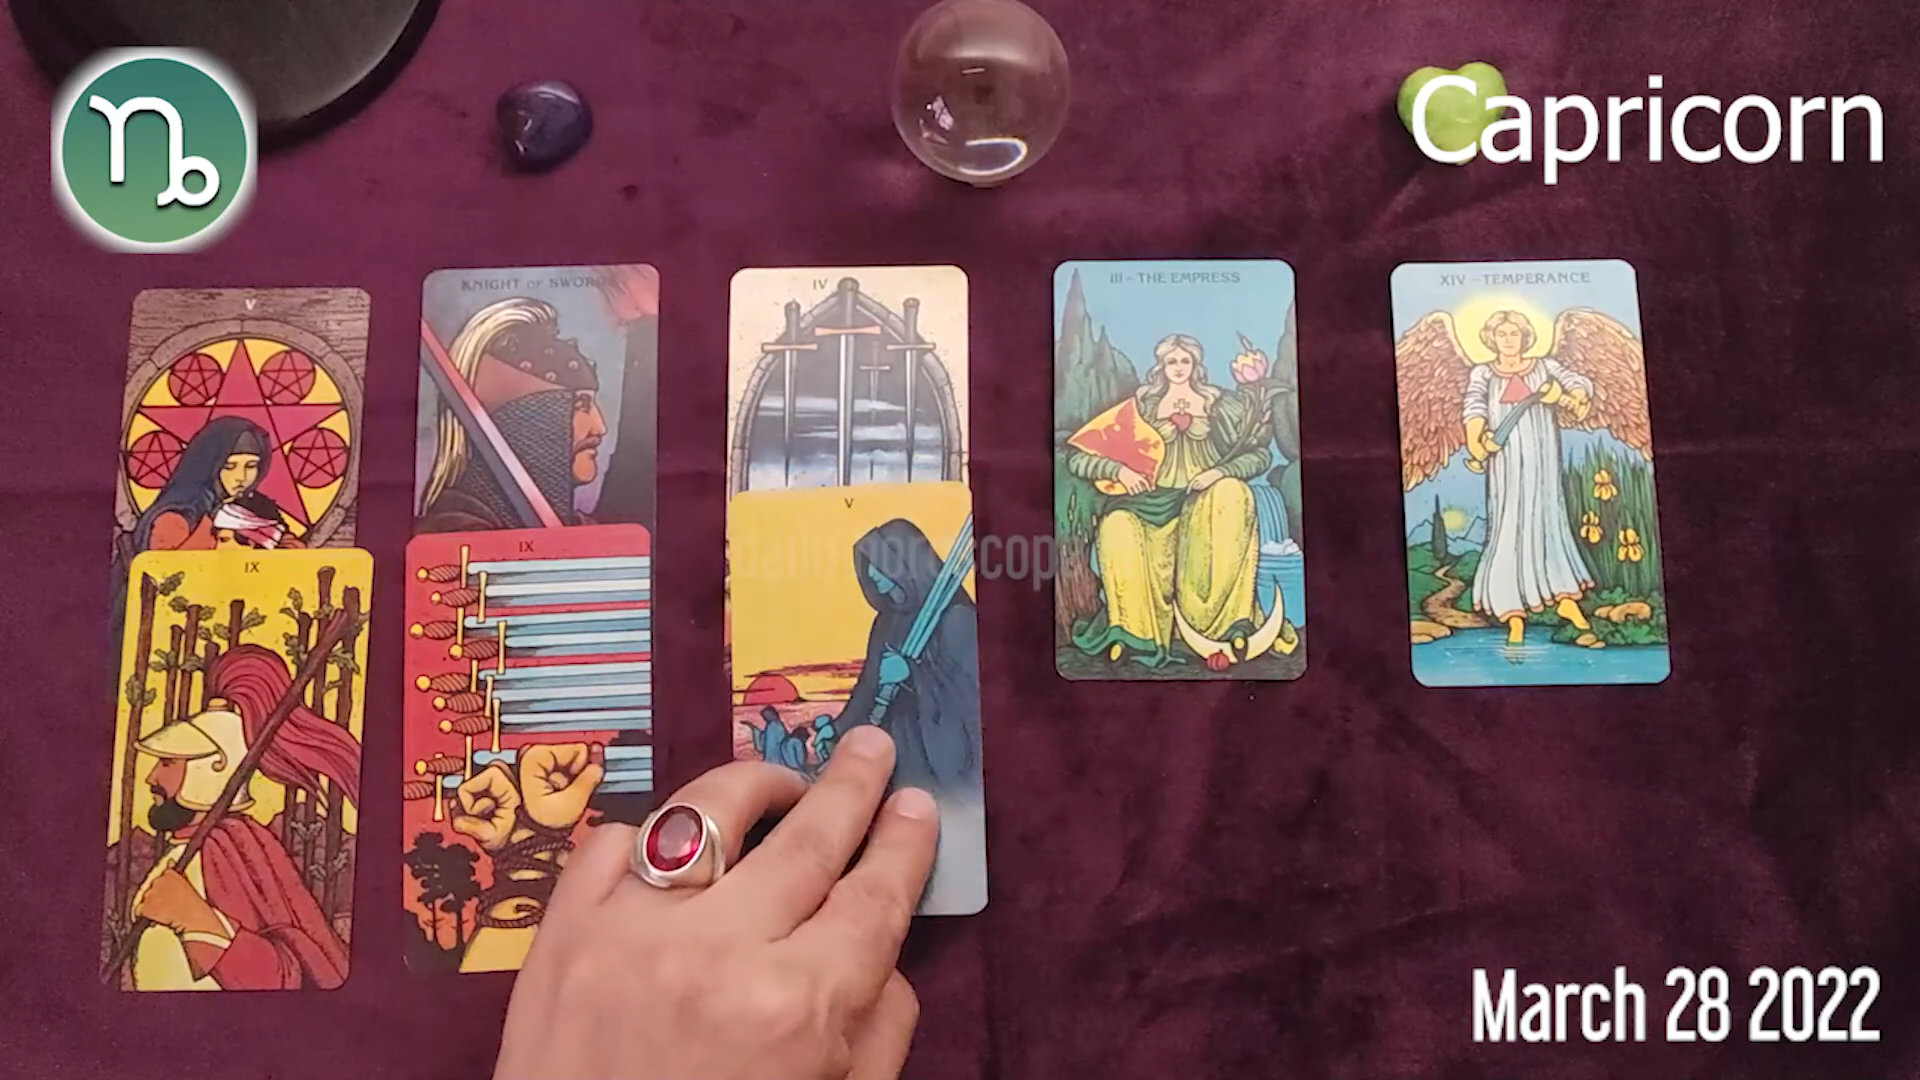 Capricorn
V
KNIGHT OF SWORDS
IV
III - THE EMPRESS
XIV - TEMPERANCE
V
IX
IX
March 28 2022